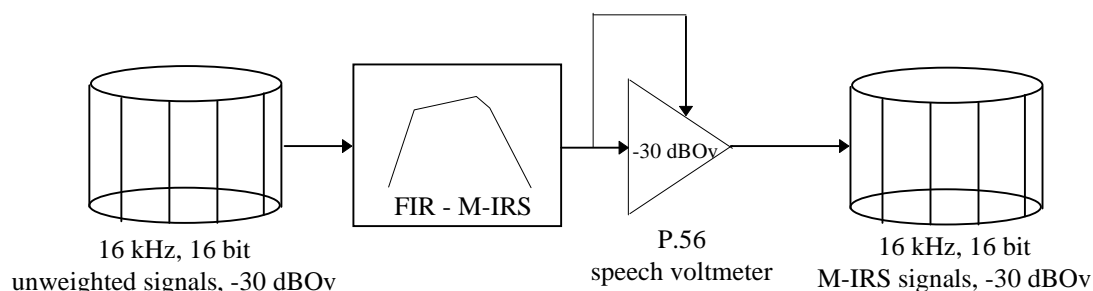 -30 dBOv
FIR - M-IRS
16 kHz, 16 bit
unweighted signals, -30 dBOv
P.56
speech voltmeter
16 kHz, 16 bit
M-IRS signals, -30 dBOv